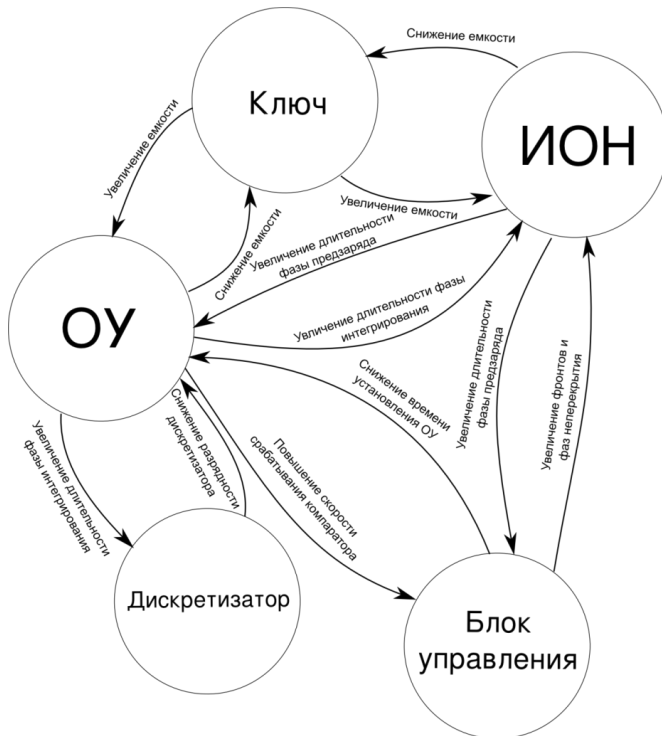 Снижение емкости
Ключ
ИОН
Увеличение емкости
Увеличение емкости
Снижение емкости
Увеличение длительности
фазы предзаряда
ОУ
Увличение длительности фазы
интегрирования
Снижение времени
установления ОУ
Увеличение длительности
фазы предзаряда
Увеличение фронтов и
фаз неперекрытия
Увеличение длительности
фазы интегрирования
Снижение разрядности
дискретизатора
Повышение скорости
срабатывания компаратора
Дискретизатор
Блок
управления